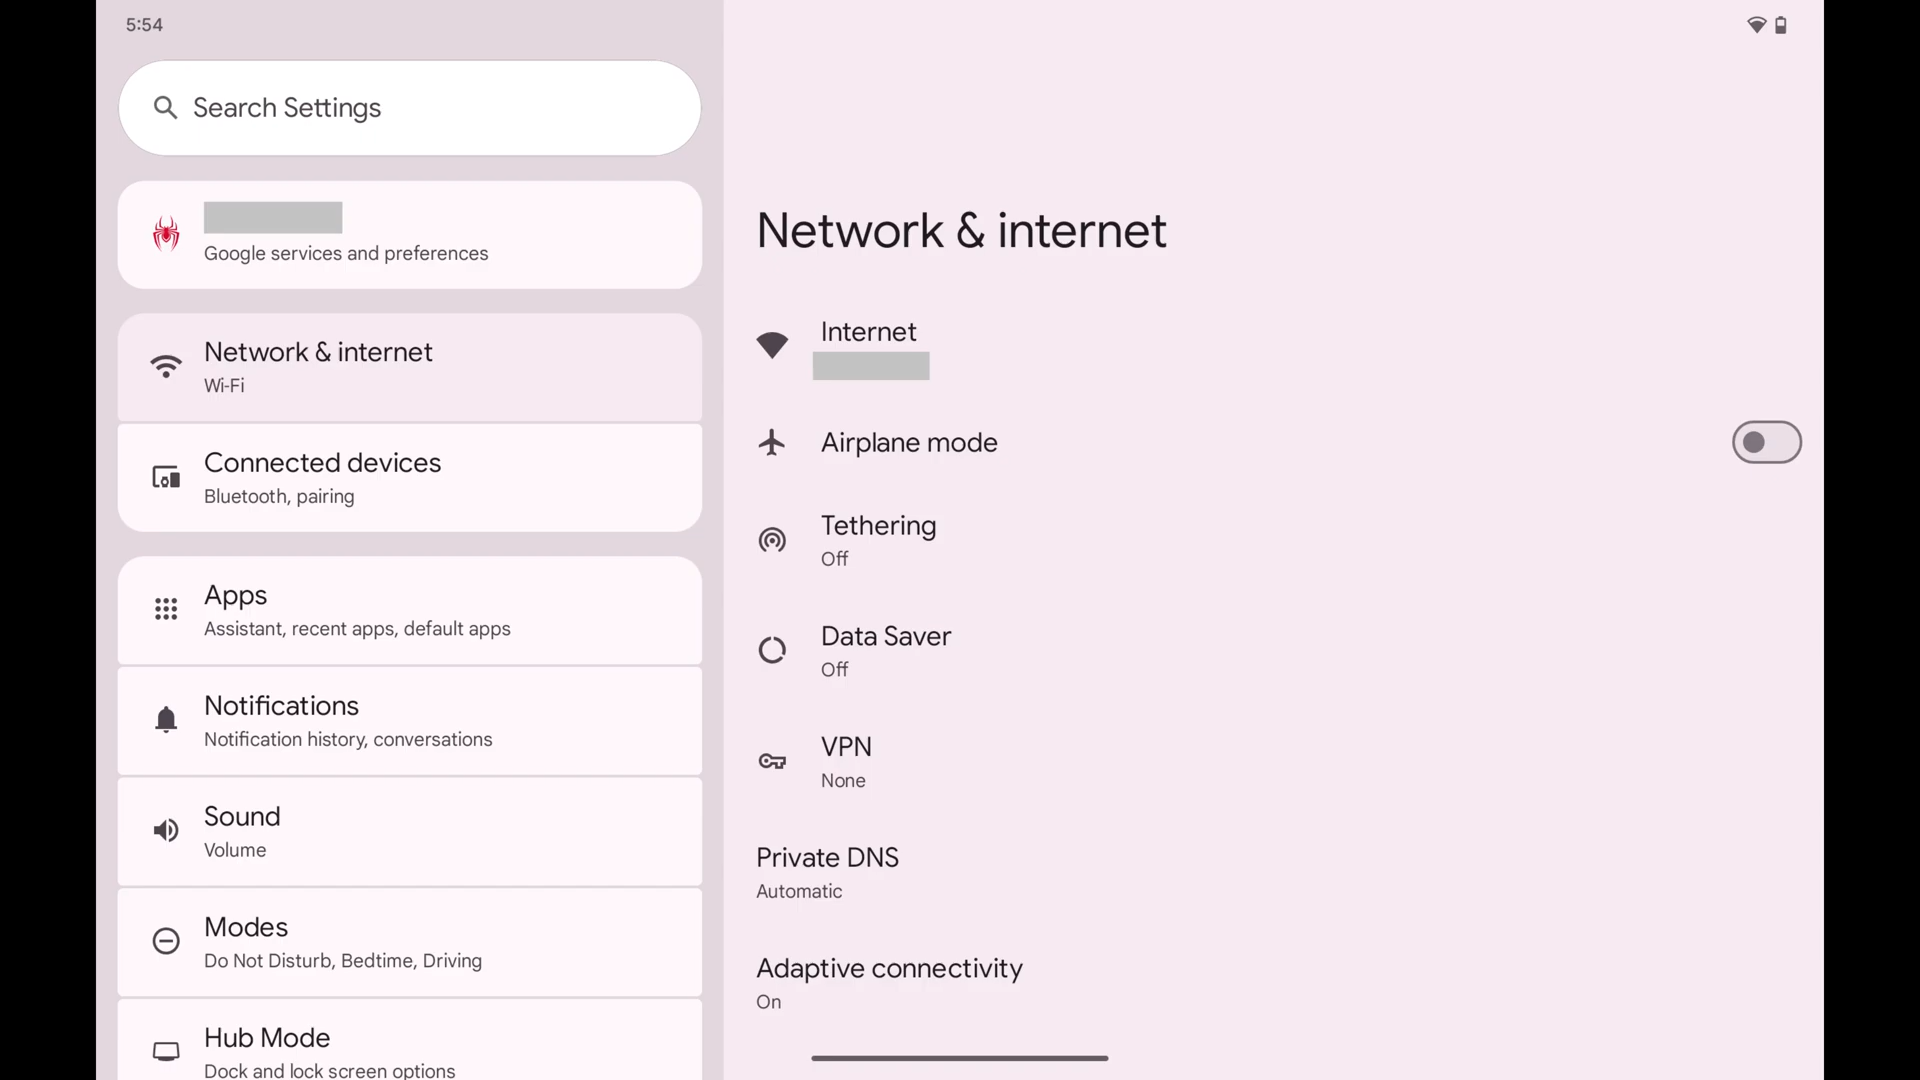 5:54
Search Settings
Google services and preferences
Network & internet
Wi-Fi
Connected devices
Bluetooth, pairing
Apps
Assistant, recent apps, default apps
Notifications
Notification history, conversations
Sound
Volume
Modes
Do Not Disturb, Bedtime, Driving
Hub Mode
Dock and lock screen options
Network & internet
Internet
Airplane mode
Tethering
Off
Data Saver
Off
VPN
None
Private DNS
Automatic
Adaptive connectivity
On